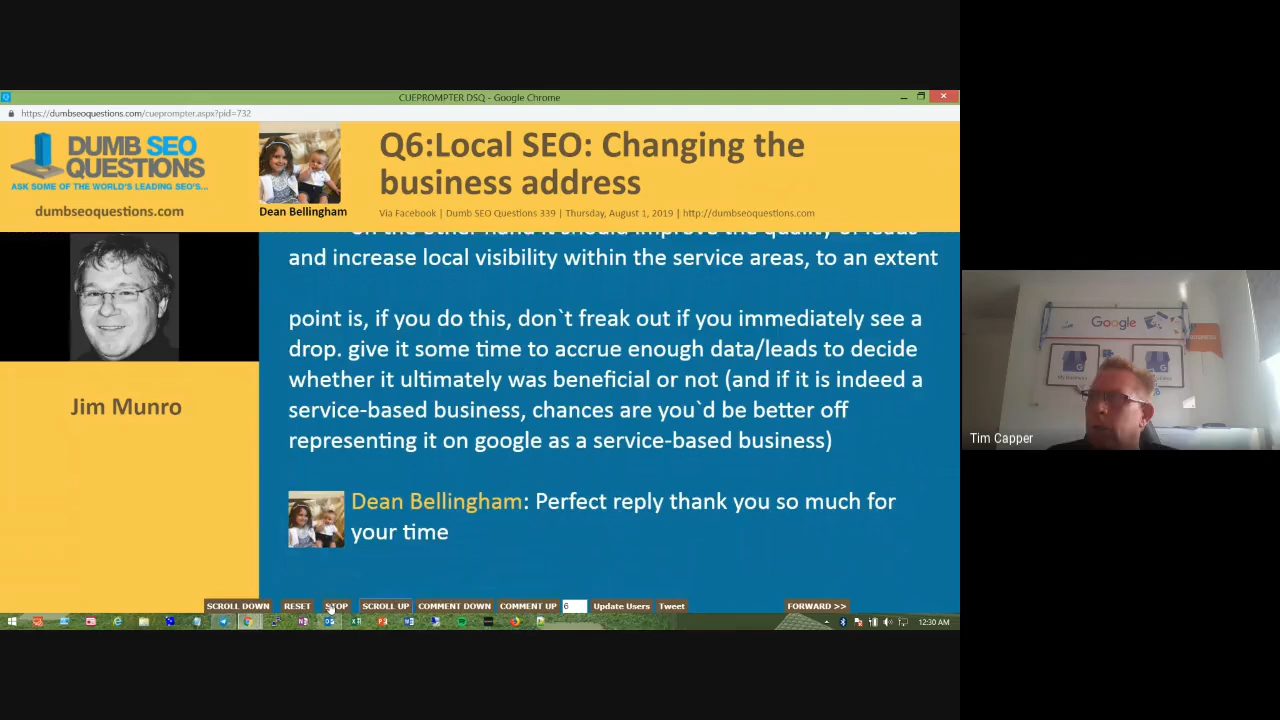 CUEPROMPTER DSQ - Google Chrome
https://dumbseoquestions.com/cueprompter.aspx?pid=732
DUMB SEO
QUESTIONS
ASK SOME OF THE WORLD'S LEADING SEO'S...
dumbseoquestions.com
Dean Bellingham
Q6:Local SEO: Changing the
business address
Via Facebook | Dumb SEO Questions 339 | Thursday, August 1, 2019 | http://dumbseoquestions.com
Jim Munro
on the other hand it should improve the quality of leads
and increase local visibility within the service areas, to an extent
point is, if you do this, don`t freak out if you immediately see a
drop. give it some time to accrue enough data/leads to decide
whether it ultimately was beneficial or not (and if it is indeed a
service-based business, chances are you`d be better off
representing it on google as a service-based business)
Dean Bellingham: Perfect reply thank you so much for
your time
SCROLL DOWN RESET STOP SCROLL UP COMMENT DOWN COMMENT UP 6 Update Users Tweet FORWARD >>
12:30 AM
Google
Tim Capper